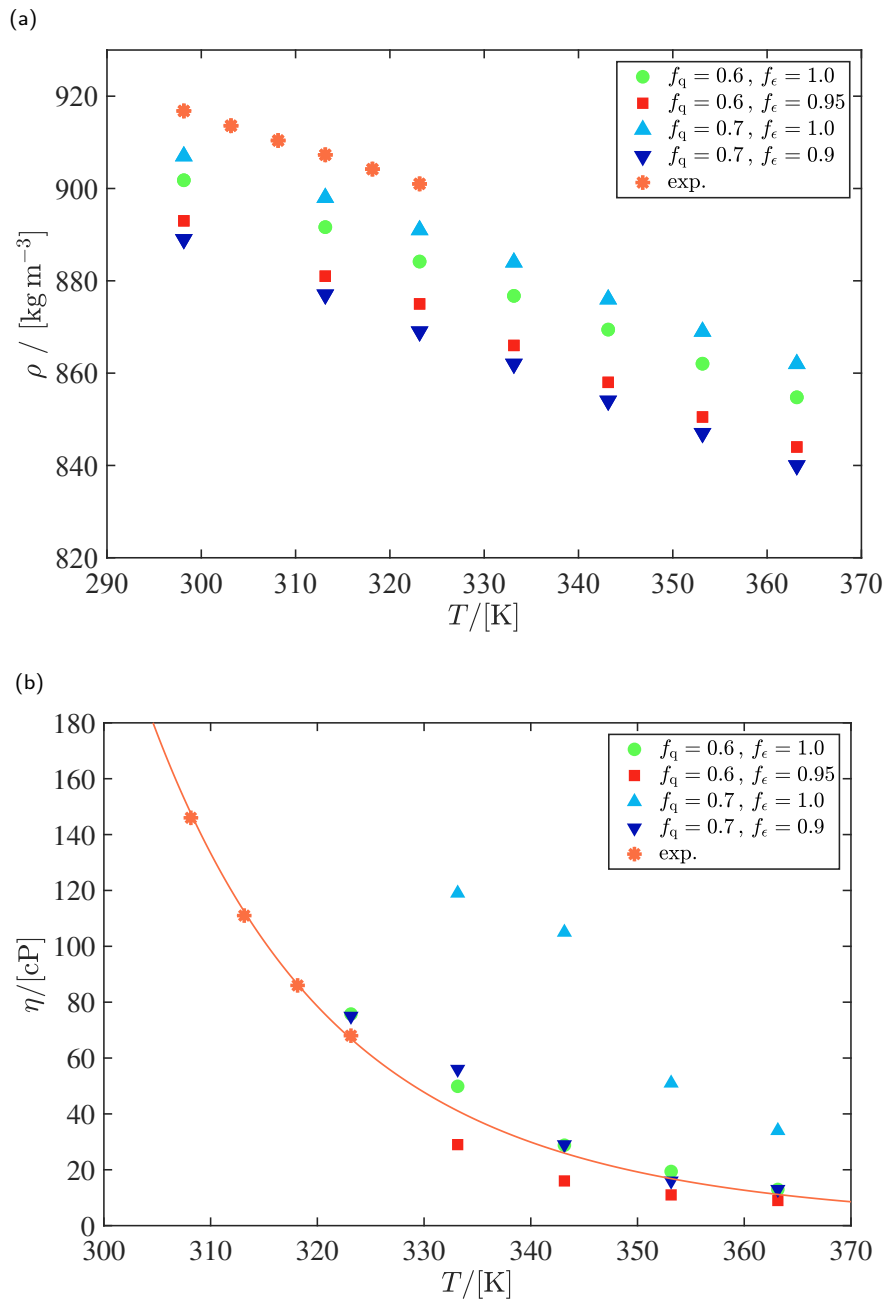 (a)
920
900
880
860
840
820
290 300 310 320 330 340 350 360 370
T/[K]
ρ / [kg m⁻³]
f_q = 0.6 , f_ϵ = 1.0
f_q = 0.6 , f_ϵ = 0.95
f_q = 0.7 , f_ϵ = 1.0
f_q = 0.7 , f_ϵ = 0.9
exp.
(b)
180
160
140
120
100
80
60
40
20
0
300 310 320 330 340 350 360 370
T/[K]
η/[cP]
f_q = 0.6 , f_ϵ = 1.0
f_q = 0.6 , f_ϵ = 0.95
f_q = 0.7 , f_ϵ = 1.0
f_q = 0.7 , f_ϵ = 0.9
exp.